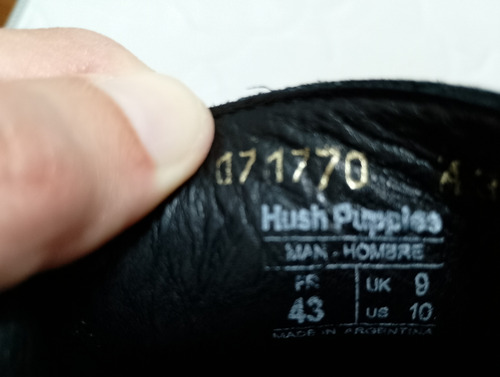 071770
Hush Puppies
MAN - HOMBRE
FR UK 9
43 US 10
MADE IN ARGENTINA